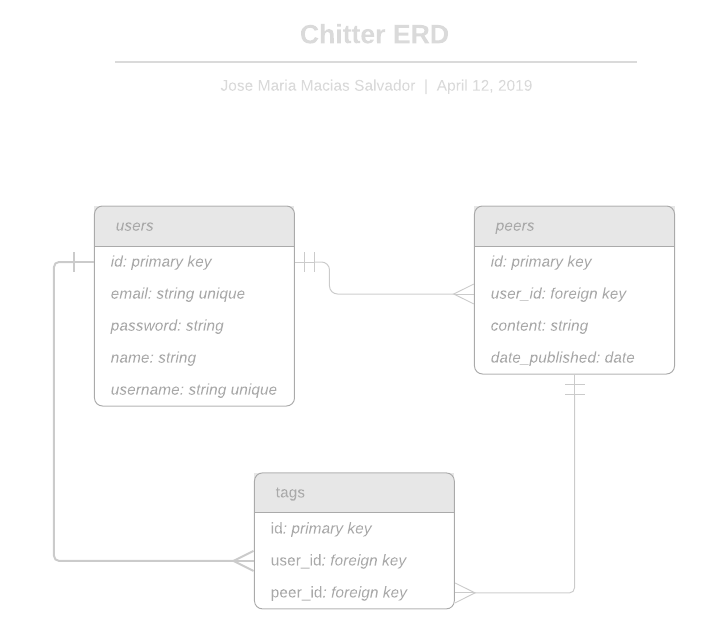 Chitter ERD
Jose Maria Macias Salvador | April 12, 2019
users
id: primary key
email: string unique
password: string
name: string
username: string unique
peers
id: primary key
user_id: foreign key
content: string
date_published: date
tags
id: primary key
user_id: foreign key
peer_id: foreign key